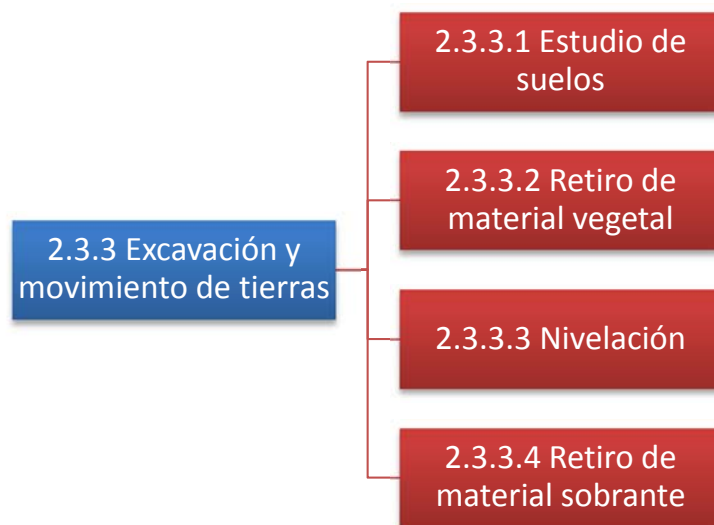 2.3.3 Excavación y
movimiento de tierras
2.3.3.1 Estudio de
suelos
2.3.3.2 Retiro de
material vegetal
2.3.3.3 Nivelación
2.3.3.4 Retiro de
material sobrante